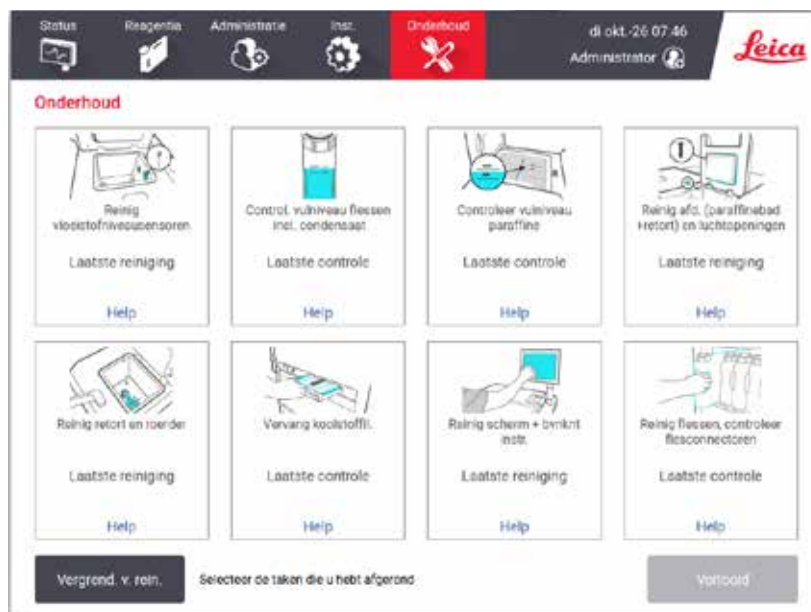 Status Reagentia Administratie Inst. Onderhoud di okt.-26 07:46
Administrator
Leica
Onderhoud
Reinig
vloeistofniveausensoren
Laatste reiniging
Help
Control. vulniveau flessen
incl. condensaat
Laatste controle
Help
Controleer vulniveau
paraffine
Laatste controle
Help
Reinig afd. (paraffinebad
+retort) en luchtopeningen
Laatste reiniging
Help
Reinig retort en roerder
Laatste reiniging
Help
Vervang koolstoffil.
Laatste controle
Help
Reinig scherm + bvnknt
instr.
Laatste reiniging
Help
Reinig flessen, controleer
flesconnectoren
Laatste controle
Help
Vergrend. v. rein.
Selecteer de taken die u hebt afgerond
Voltooid